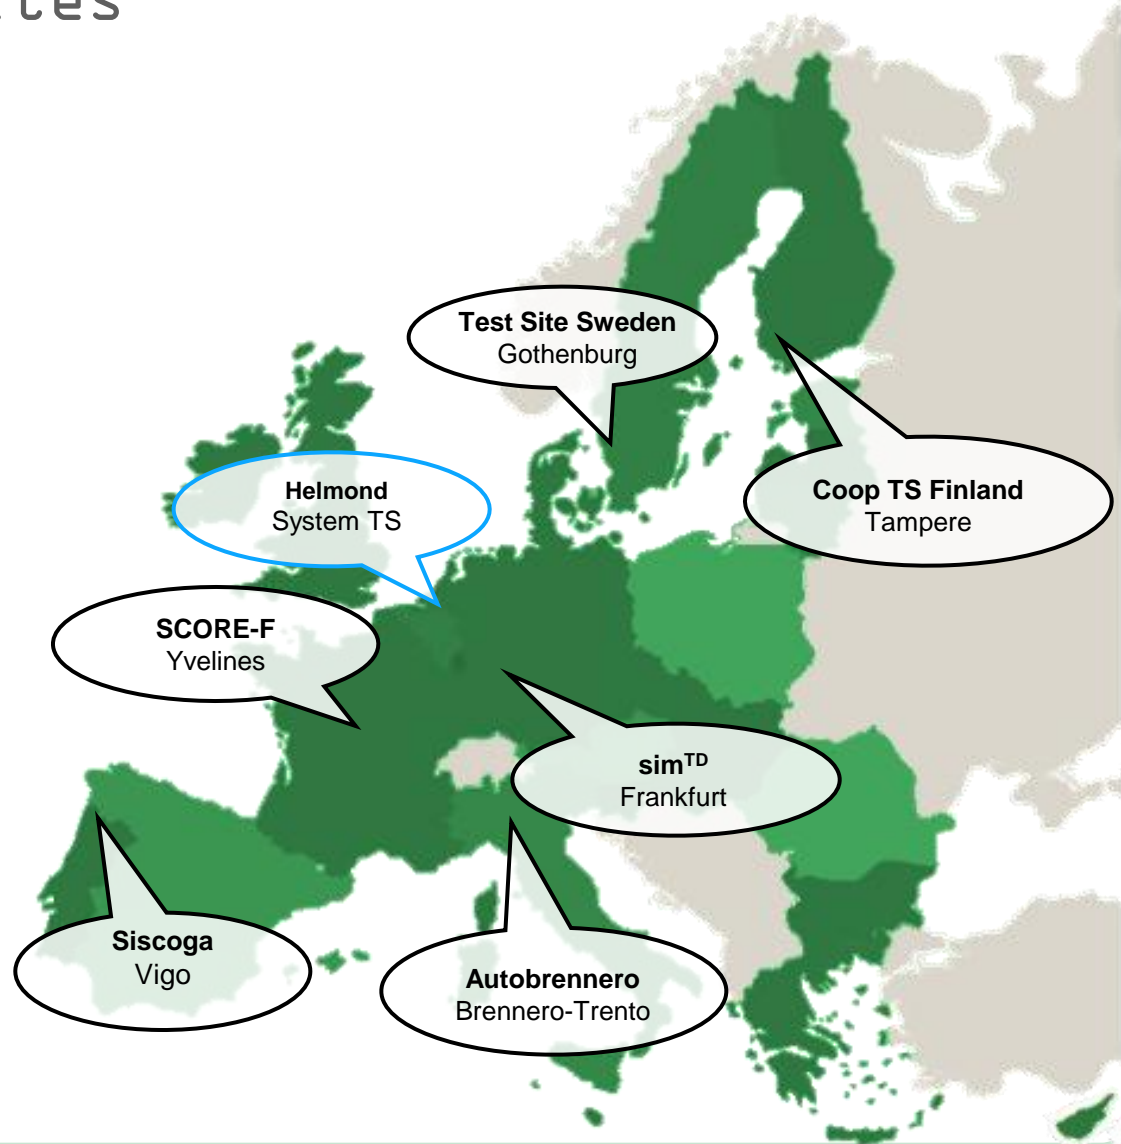 Test Site Sweden
Gothenburg
Helmond
System TS
Coop TS Finland
Tampere
SCORE-F
Yvelines
simTD
Frankfurt
Siscoga
Vigo
Autobrennero
Brennero-Trento